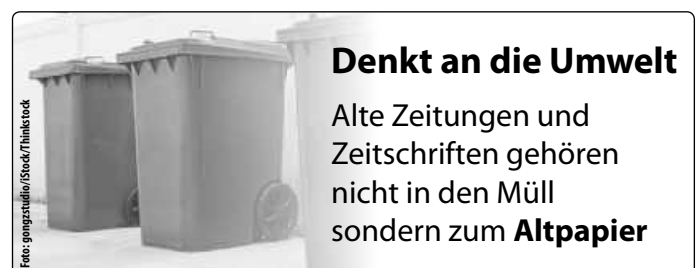 Denkt an die Umwelt
Alte Zeitungen und
Zeitschriften gehören
nicht in den Müll
sondern zum Altpapier
Foto: gongzstudio/iStock/Thinkstock